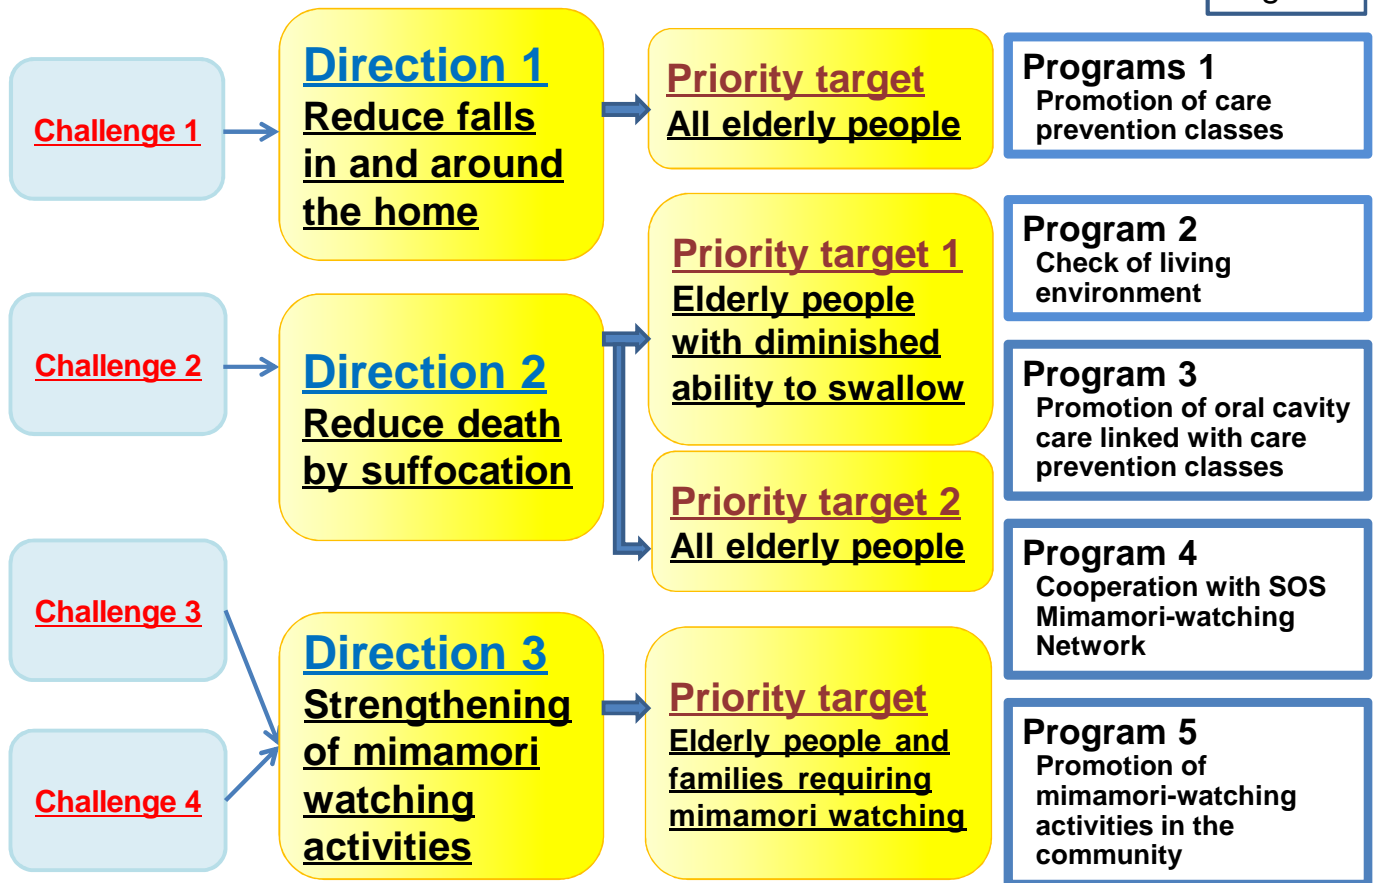 Challenge 1
Direction 1
Reduce falls
in and around
the home
Priority target
All elderly people
Programs 1
Promotion of care
prevention classes
Challenge 2
Direction 2
Reduce death
by suffocation
Priority target 1
Elderly people
with diminished
ability to swallow
Priority target 2
All elderly people
Program 2
Check of living
environment
Program 3
Promotion of oral cavity
care linked with care
prevention classes
Challenge 3
Challenge 4
Direction 3
Strengthening
of mimamori
watching
activities
Priority target
Elderly people and
families requiring
mimamori watching
Program 4
Cooperation with SOS
Mimamori-watching
Network
Program 5
Promotion of
mimamori-watching
activities in the
community